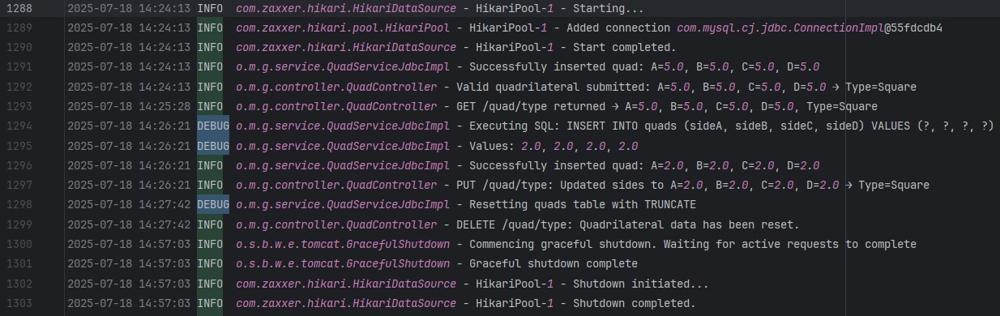 1288 2025-07-18 14:24:13 INFO com.zaxxer.hikari.HikariDataSource - HikariPool-1 - Starting...
1289 2025-07-18 14:24:13 INFO com.zaxxer.hikari.pool.HikariPool - HikariPool-1 - Added connection com.mysql.cj.jdbc.ConnectionImpl@55fdcdb4
1290 2025-07-18 14:24:13 INFO com.zaxxer.hikari.HikariDataSource - HikariPool-1 - Start completed.
1291 2025-07-18 14:24:13 INFO o.m.g.service.QuadServiceJdbcImpl - Successfully inserted quad: A=5.0, B=5.0, C=5.0, D=5.0
1292 2025-07-18 14:24:13 INFO o.m.g.controller.QuadController - Valid quadrilateral submitted: A=5.0, B=5.0, C=5.0, D=5.0 → Type=Square
1293 2025-07-18 14:25:28 INFO o.m.g.controller.QuadController - GET /quad/type returned → A=5.0, B=5.0, C=5.0, D=5.0, Type=Square
1294 2025-07-18 14:26:21 DEBUG o.m.g.service.QuadServiceJdbcImpl - Executing SQL: INSERT INTO quads (sideA, sideB, sideC, sideD) VALUES (?, ?, ?, ?)
1295 2025-07-18 14:26:21 DEBUG o.m.g.service.QuadServiceJdbcImpl - Values: 2.0, 2.0, 2.0, 2.0
1296 2025-07-18 14:26:21 INFO o.m.g.service.QuadServiceJdbcImpl - Successfully inserted quad: A=2.0, B=2.0, C=2.0, D=2.0
1297 2025-07-18 14:26:21 INFO o.m.g.controller.QuadController - PUT /quad/type: Updated sides to A=2.0, B=2.0, C=2.0, D=2.0 → Type=Square
1298 2025-07-18 14:27:42 DEBUG o.m.g.service.QuadServiceJdbcImpl - Resetting quads table with TRUNCATE
1299 2025-07-18 14:27:42 INFO o.m.g.controller.QuadController - DELETE /quad/type: Quadrilateral data has been reset.
1300 2025-07-18 14:57:03 INFO o.s.b.w.e.tomcat.GracefulShutdown - Commencing graceful shutdown. Waiting for active requests to complete
1301 2025-07-18 14:57:03 INFO o.s.b.w.e.tomcat.GracefulShutdown - Graceful shutdown complete
1302 2025-07-18 14:57:03 INFO com.zaxxer.hikari.HikariDataSource - HikariPool-1 - Shutdown initiated...
1303 2025-07-18 14:57:03 INFO com.zaxxer.hikari.HikariDataSource - HikariPool-1 - Shutdown completed.